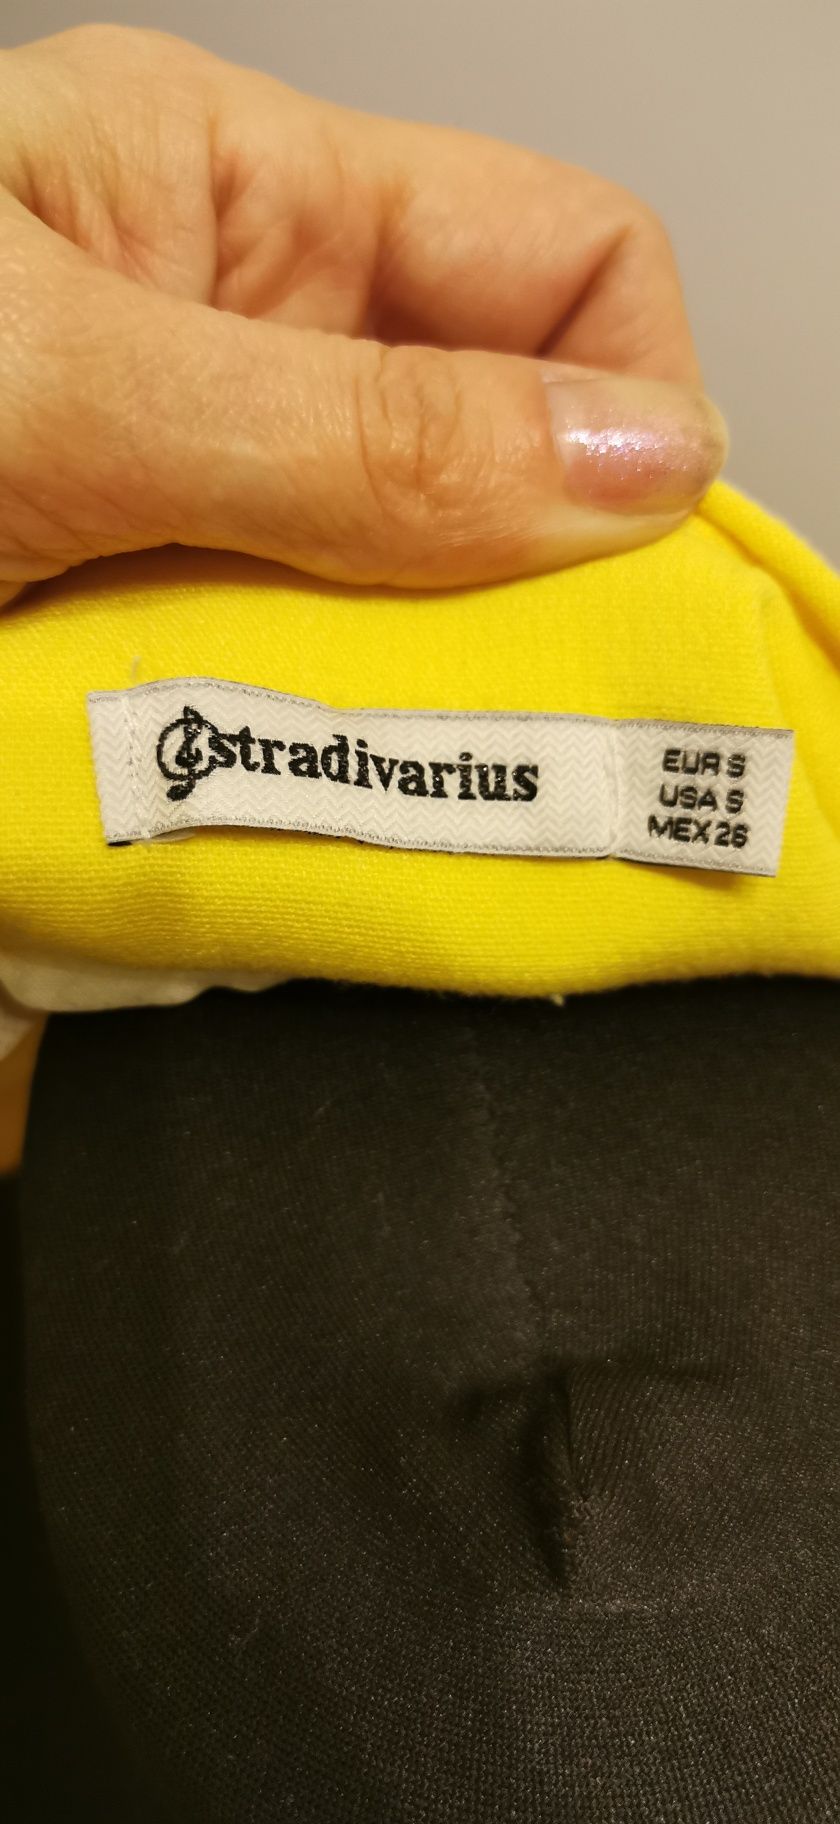 stradivarius
EUR S
USA S
MEX 26